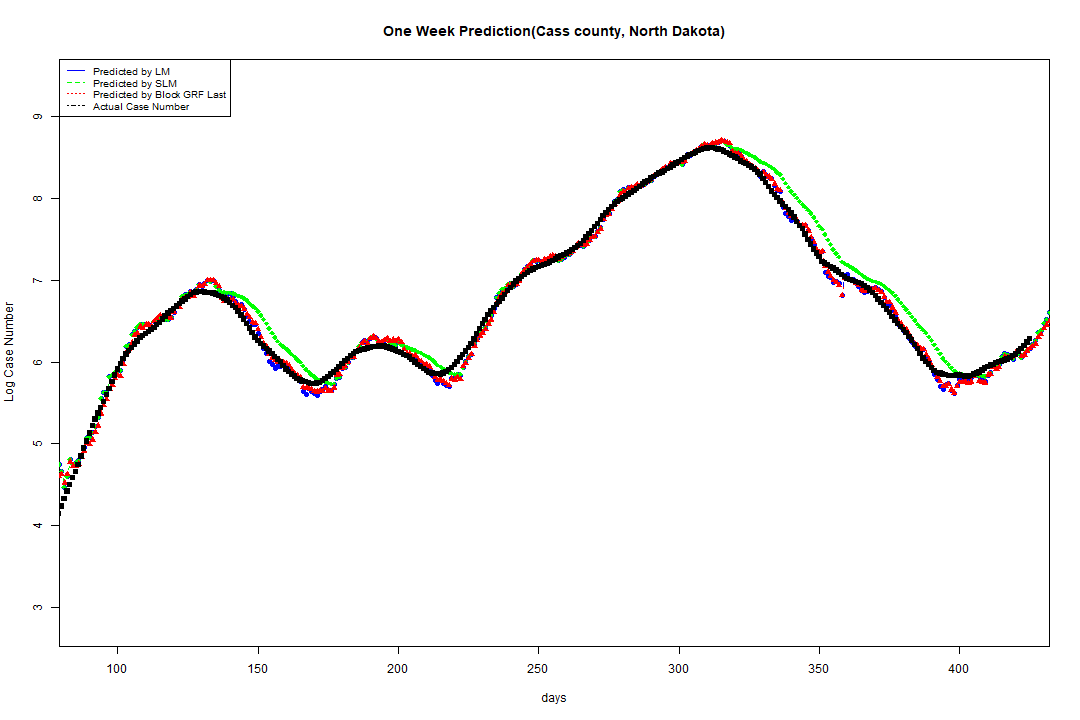 One Week Prediction(Cass county, North Dakota)
Predicted by LM
Predicted by SLM
Predicted by Block GRF Last
Actual Case Number
9
8
7
6
5
4
3
Log Case Number
100 150 200 250 300 350 400
days